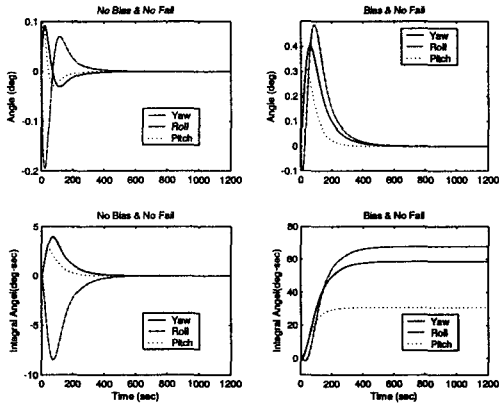 No Bias & No Fail
Angle (deg)
0.1
0
-0.1
-0.2
0 200 400 600 800 1000 1200
Yaw
Roll
Pitch
Bias & No Fail
Angle (deg)
0.4
0.3
0.2
0.1
0
-0.1
0 200 400 600 800 1000 1200
Yaw
Roll
Pitch
No Bias & No Fail
Integral Angel(deg-sec)
5
0
-5
-10
0 200 400 600 800 1000 1200
Time (sec)
Yaw
Roll
Pitch
Bias & No Fail
Integral Angel(deg-sec)
80
60
40
20
0
0 200 400 600 800 1000 1200
Time (sec)
Yaw
Roll
Pitch